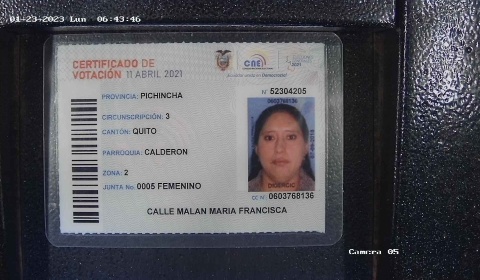 01-23-2023 Lun 06:43:46
CERTIFICADO DE
VOTACIÓN 11 ABRIL 2021
CNE
PROVINCIA: PICHINCHA
CIRCUNSCRIPCIÓN: 3
CANTÓN: QUITO
PARROQUIA: CALDERON
ZONA: 2
JUNTA No. 0005 FEMENINO
N° 52304205
0603768136
CC N°: 0603768136
CALLE MALAN MARIA FRANCISCA
Camera 05